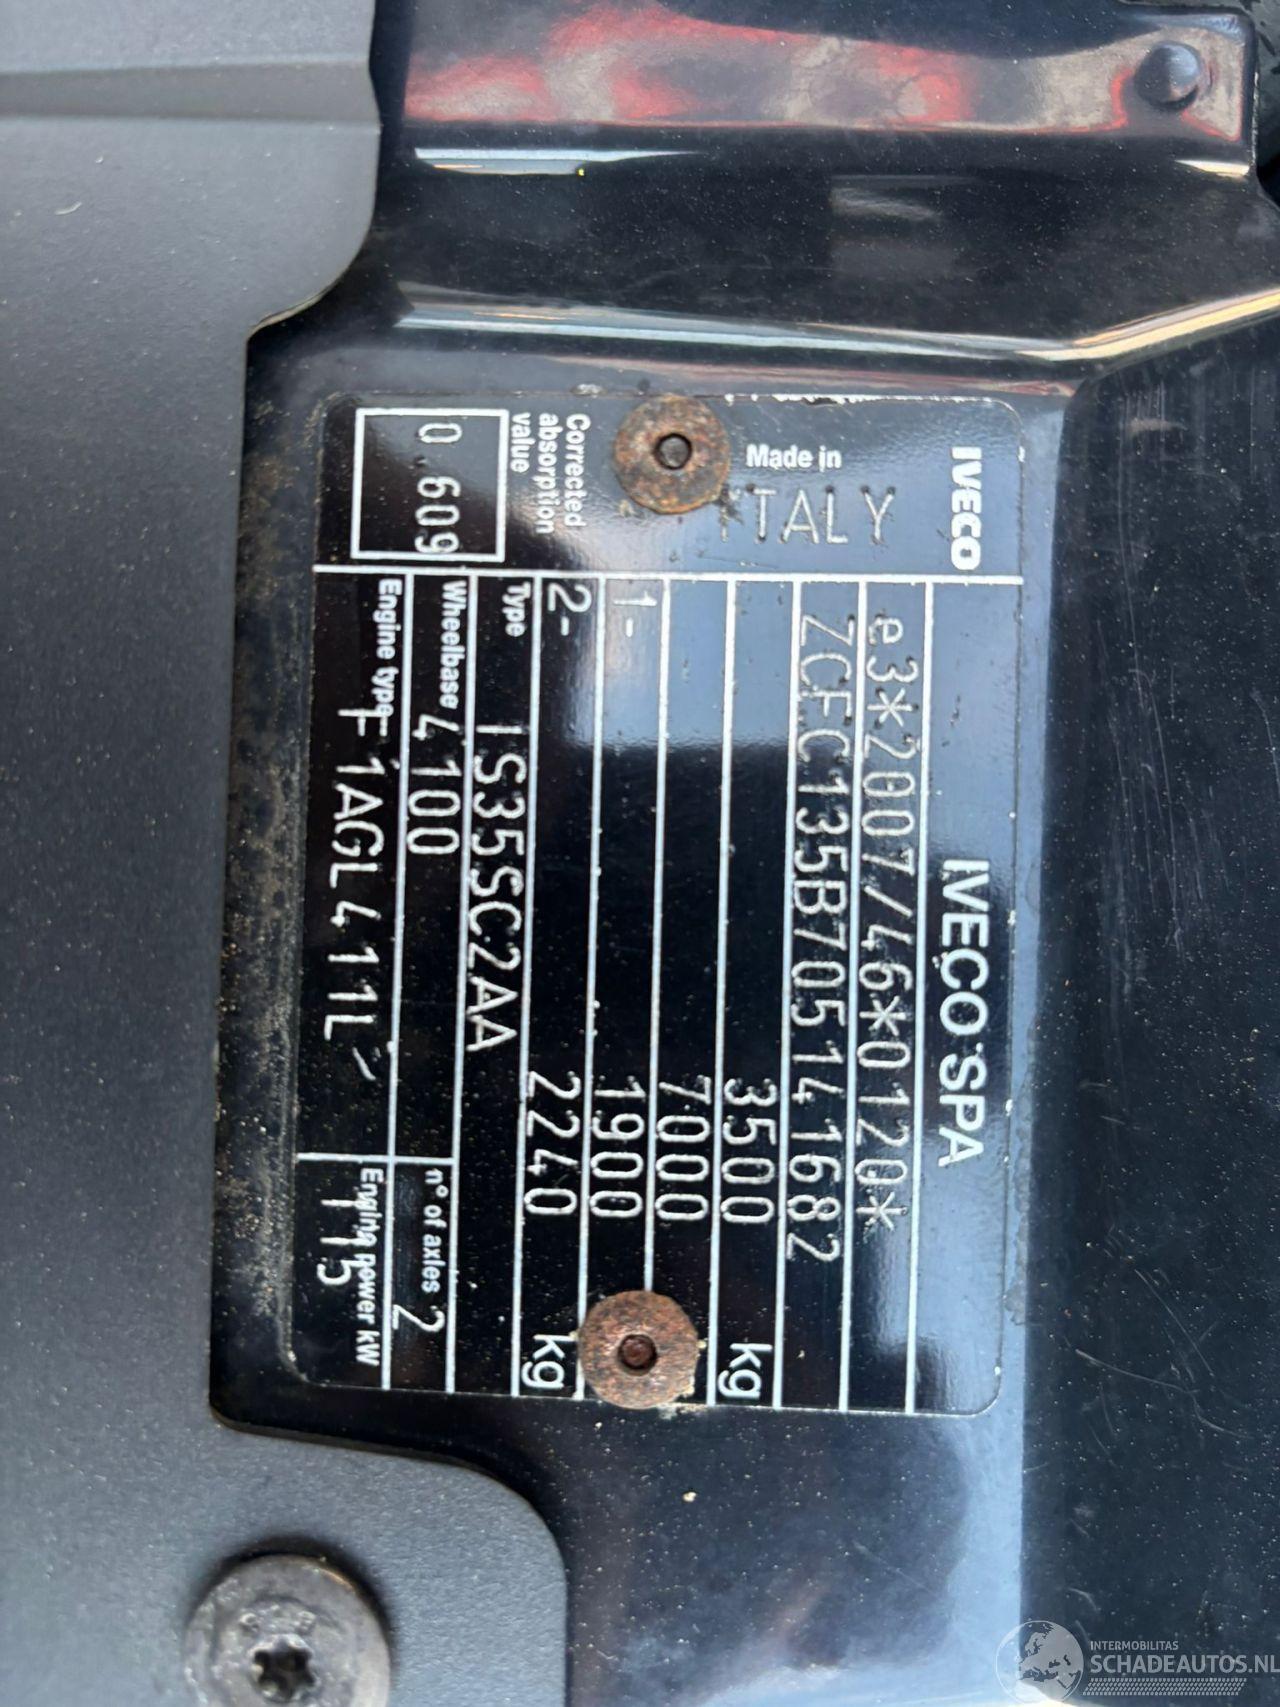 IVECO
IVECO SPA
e3*2007/46*0120*
ZCFC135B705141682
3500 kg
7000
1- 1900
2- 2240 kg
Made in
ITALY
Corrected
absorption
value
0.609
Type IS35SC2AA
Wheelbase 4100
n° of axles 2
Engine type F1AGL411L*
Engine power kW 115
INTERMOBILITAS
SCHADEAUTOS.NL